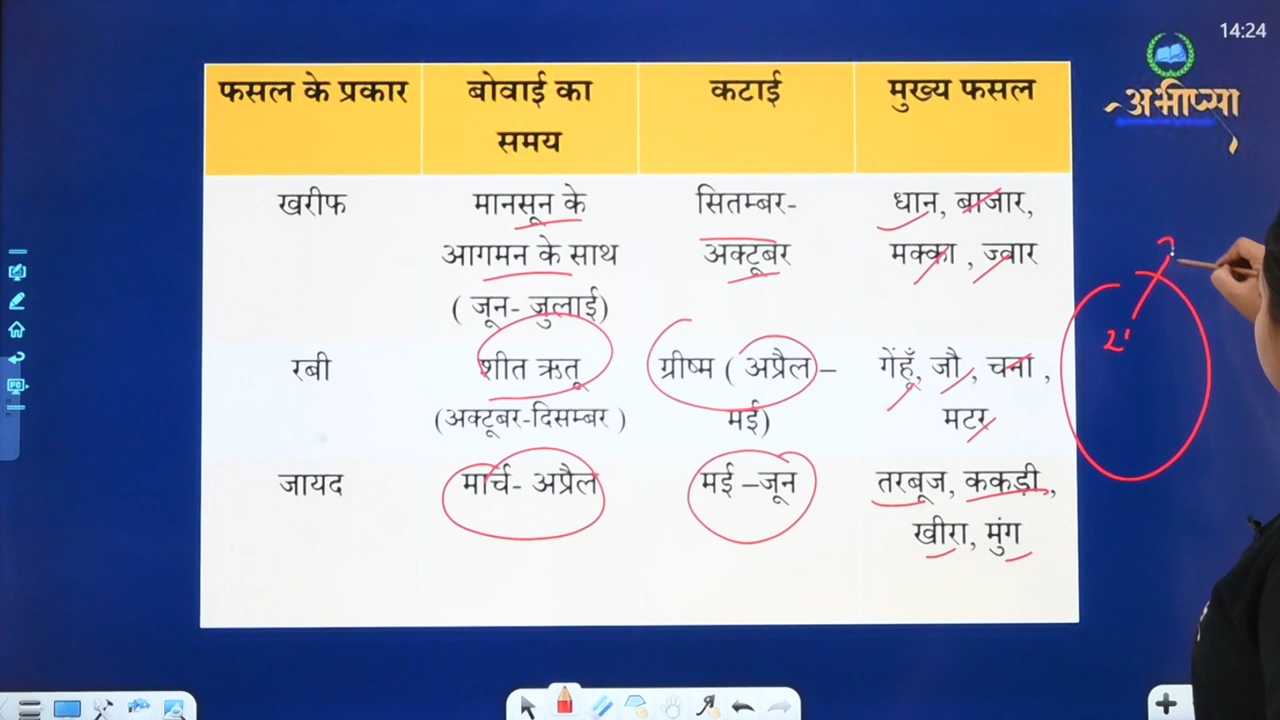 14:24
अभीप्सा
फसल के प्रकार
बोवाई का
समय
कटाई
मुख्य फसल
खरीफ
मानसून के
आगमन के साथ
( जून- जुलाई)
सितम्बर-
अक्टूबर
धान, बाजार,
मक्का , ज्वार
रबी
शीत ऋतू
(अक्टूबर-दिसम्बर )
ग्रीष्म ( अप्रैल –
मई)
गेंहूँ, जौ , चना ,
मटर
जायद
मार्च- अप्रैल
मई –जून
तरबूज, ककड़ी,
खीरा, मुंग